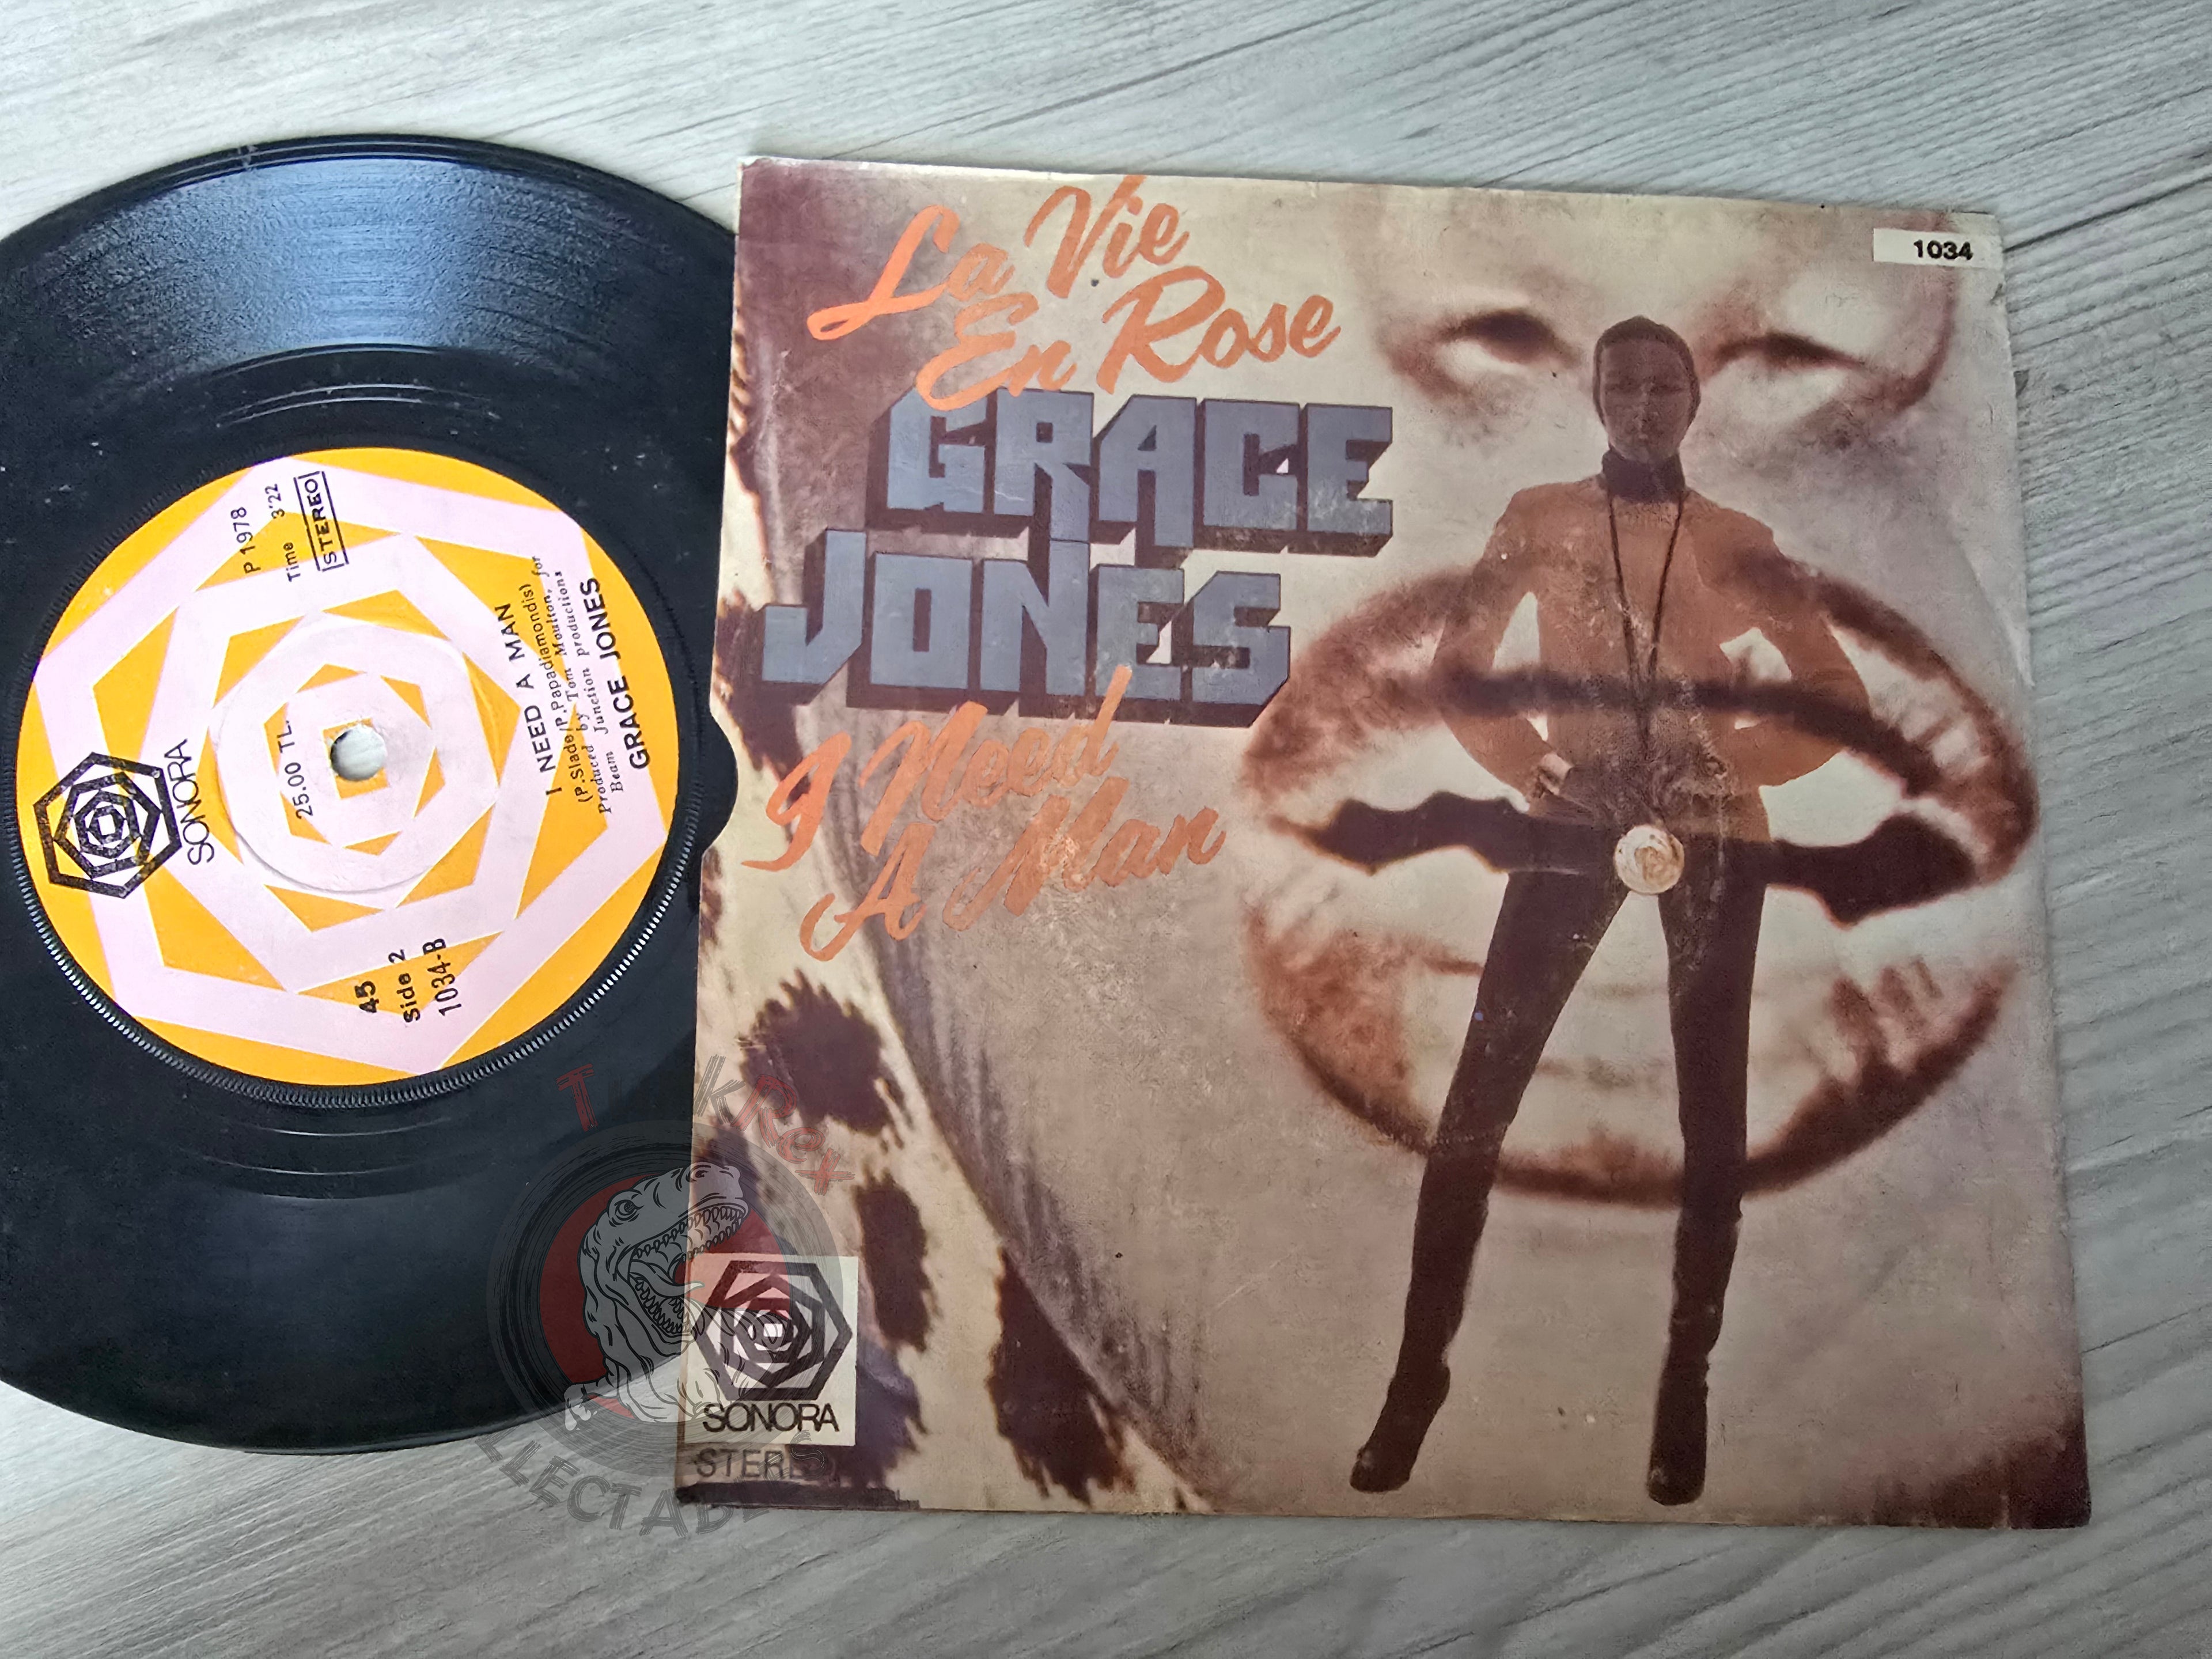 P 1978
Time 3'22
STEREO
25.00 TL.
SONORA
I NEED A MAN
(P.Slade/P.Papadiamondis)
Produced by Tom Moulton, for
Beam Junction productions
GRACE JONES
45
Side 2
1034-B
La Vie
En Rose
GRACE
JONES
I Need
A Man
1034
SONORA
STEREO